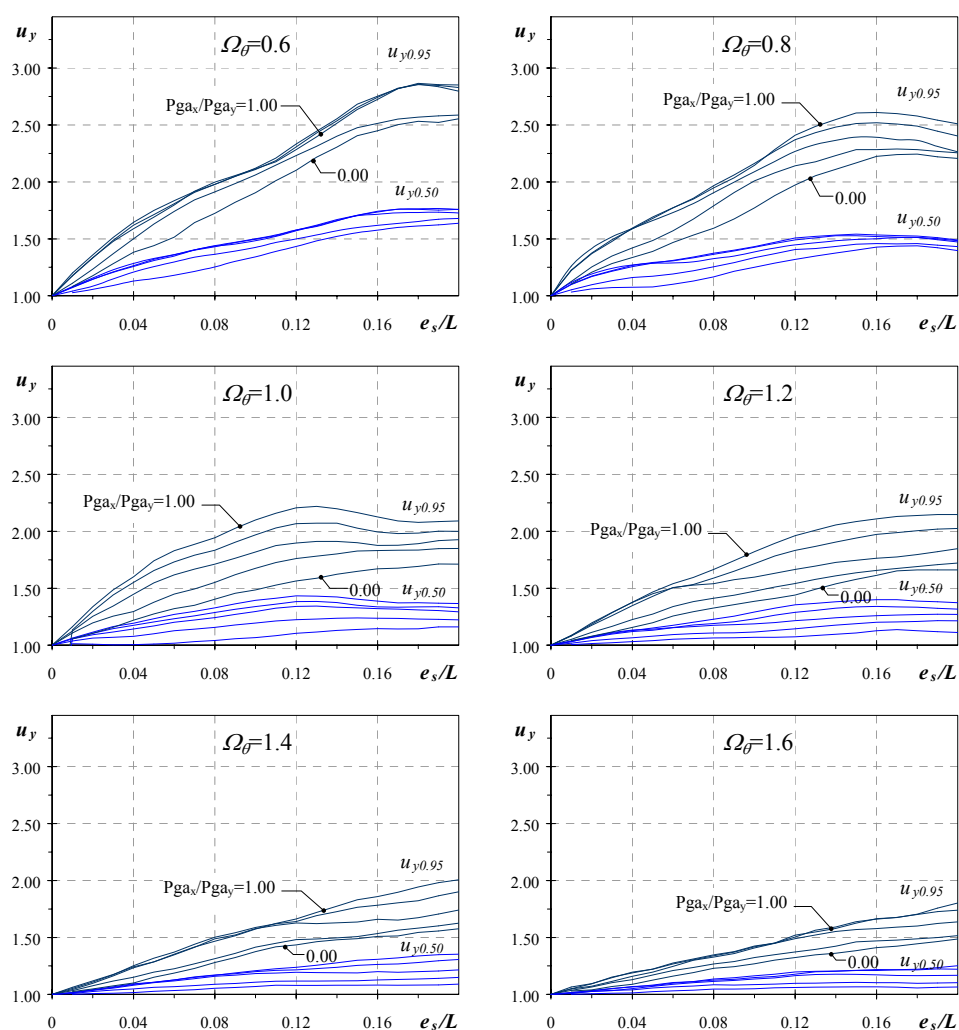 u_y Ω_θ=0.6 u_y0.95
3.00
Pga_x/Pga_y=1.00
2.50
2.00 0.00
u_y0.50
1.50
1.00
0 0.04 0.08 0.12 0.16 e_s/L
u_y Ω_θ=0.8
3.00
u_y0.95
Pga_x/Pga_y=1.00
2.50
2.00 0.00
u_y0.50
1.50
1.00
0 0.04 0.08 0.12 0.16 e_s/L
u_y Ω_θ=1.0
3.00
2.50
Pga_x/Pga_y=1.00 u_y0.95
2.00
1.50 0.00 u_y0.50
1.00
0 0.04 0.08 0.12 0.16 e_s/L
u_y Ω_θ=1.2
3.00
2.50
u_y0.95
Pga_x/Pga_y=1.00
2.00
1.50 0.00 u_y0.50
1.00
0 0.04 0.08 0.12 0.16 e_s/L
u_y Ω_θ=1.4
3.00
2.50
u_y0.95
2.00
Pga_x/Pga_y=1.00
1.50 0.00 u_y0.50
1.00
0 0.04 0.08 0.12 0.16 e_s/L
u_y Ω_θ=1.6
3.00
2.50
u_y0.95
2.00
Pga_x/Pga_y=1.00
1.50 0.00 u_y0.50
1.00
0 0.04 0.08 0.12 0.16 e_s/L